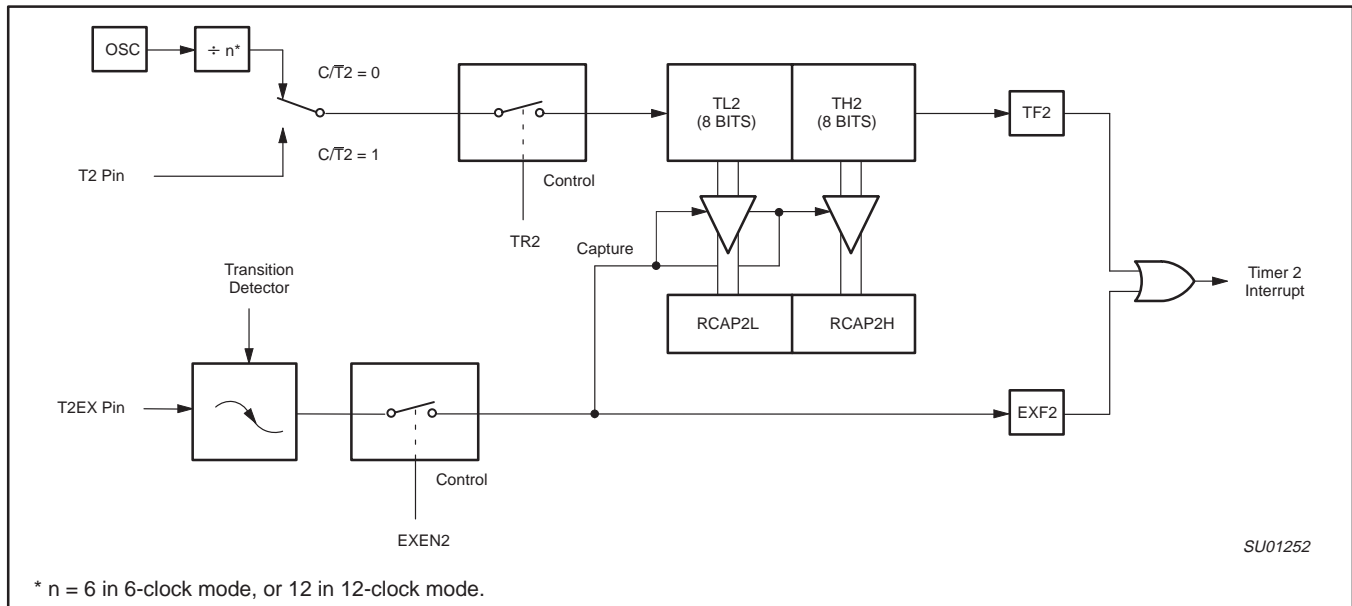 OSC
÷ n*
C/T̅2 = 0
C/T̅2 = 1
T2 Pin
Control
TR2
TL2
(8 BITS)
TH2
(8 BITS)
TF2
Capture
Transition
Detector
RCAP2L
RCAP2H
Timer 2
Interrupt
T2EX Pin
EXF2
Control
EXEN2
SU01252
* n = 6 in 6-clock mode, or 12 in 12-clock mode.